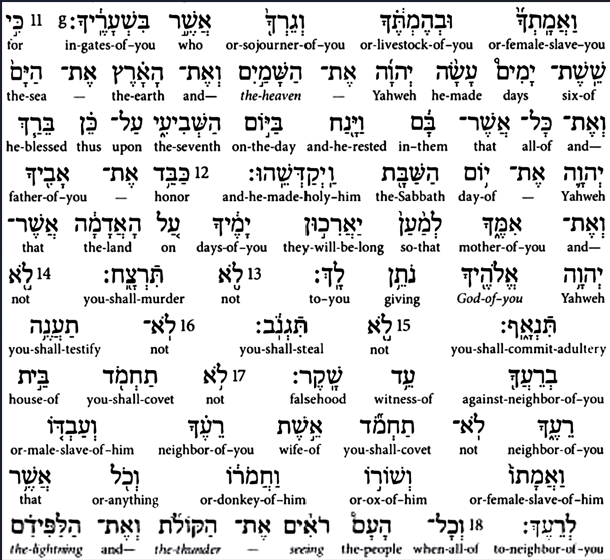 וַאֲמָתְךָ֜ וּבְהֶמְתֶּ֗ךָ וְגֵרְךָ֖ אֲשֶׁ֥ר בִּשְׁעָרֶֽיךָ׃ g 11 כִּ֣י
for in-gates-of-you who or-sojourner-of-you or-livestock-of-you or-female-slave-you
שֵֽׁשֶׁת־ יָמִים֩ עָשָׂ֨ה יְהוָ֜ה אֶת־ הַשָּׁמַ֣יִם וְאֶת־ הָאָ֗רֶץ אֶת־ הַיָּם֙
the-sea — the-earth and— the-heaven — Yahweh he-made days six-of
וְאֶת־ כָּל־ אֲשֶׁר־ בָּ֔ם וַיָּ֖נַח בַּיּ֣וֹם הַשְּׁבִיעִ֑י עַל־ כֵּ֗ן בֵּרַ֧ךְ
he-blessed thus upon the-seventh on-the-day and-he-rested in-them that all-of and—
יְהוָ֛ה אֶת־ י֥וֹם הַשַּׁבָּ֖ת וַֽיְקַדְּשֵֽׁהוּ׃ 12 כַּבֵּ֥ד אֶת־ אָבִ֖יךָ
father-of-you — honor and-he-made-holy-him the-Sabbath day-of — Yahweh
וְאֶת־ אִמֶּ֑ךָ לְמַ֙עַן֙ יַאֲרִכ֣וּן יָמֶ֔יךָ עַ֚ל הָאֲדָמָ֔ה אֲשֶׁר־
that the-land on days-of-you they-will-be-long so-that mother-of-you and—
יְהוָ֥ה אֱלֹהֶ֖יךָ נֹתֵ֥ן לָֽךְ׃ 13 לֹ֖א תִּרְצָֽח׃ 14 לֹ֖א
not you-shall-murder not to-you giving God-of-you Yahweh
תִּנְאָֽף׃ 15 לֹ֖א תִּגְנֹֽב׃ 16 לֹֽא־ תַעֲנֶ֥ה
you-shall-testify not you-shall-steal not you-shall-commit-adultery
בְרֵעֲךָ֖ עֵ֥ד שָֽׁקֶר׃ 17 לֹ֥א תַחְמֹ֖ד בֵּ֣ית
house-of you-shall-covet not falsehood witness-of against-neighbor-of-you
רֵעֶ֑ךָ לֹֽא־ תַחְמֹ֞ד אֵ֣שֶׁת רֵעֶ֗ךָ וְעַבְדּ֤וֹ
or-male-slave-of-him neighbor-of-you wife-of you-shall-covet not neighbor-of-you
וַאֲמָתוֹ֙ וְשׁוֹר֣וֹ וַחֲמֹר֔וֹ וְכֹ֖ל אֲשֶׁ֥ר
that or-anything or-donkey-of-him or-ox-of-him or-female-slave-of-him
לְרֵעֶֽךָ׃ 18 וְכָל־ הָעָם֩ רֹאִ֨ים אֶת־ הַקּוֹלֹ֜ת וְאֶת־ הַלַּפִּידִ֗ם
the-lightning and— the-thunder — seeing the-people when-all-of to-neighbor-of-you